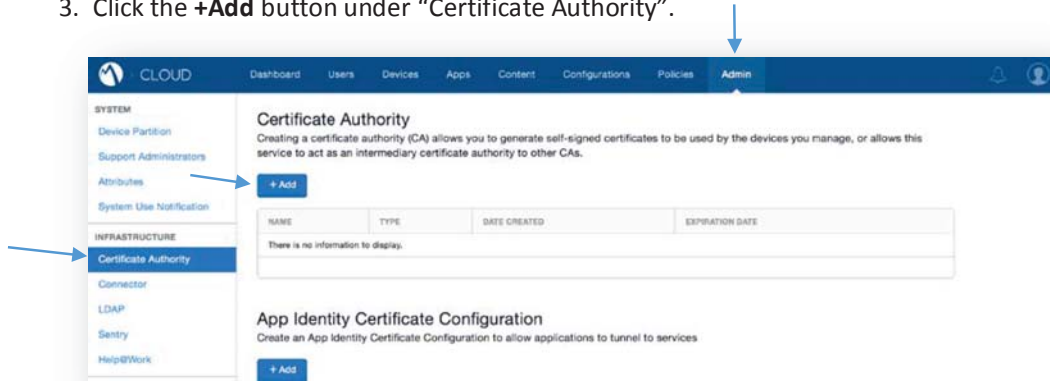 3. Click the +Add button under “Certificate Authority”.
CLOUD
Dashboard Users Devices Apps Content Configurations Policies Admin
SYSTEM
Device Partition
Support Administrators
Attributes
System Use Notification
INFRASTRUCTURE
Certificate Authority
Connector
LDAP
Sentry
Help@Work
Certificate Authority
Creating a certificate authority (CA) allows you to generate self-signed certificates to be used by the devices you manage, or allows this
service to act as an intermediary certificate authority to other CAs.
+ Add
NAME TYPE DATE CREATED EXPIRATION DATE
There is no information to display.
App Identity Certificate Configuration
Create an App Identity Certificate Configuration to allow applications to tunnel to services
+ Add